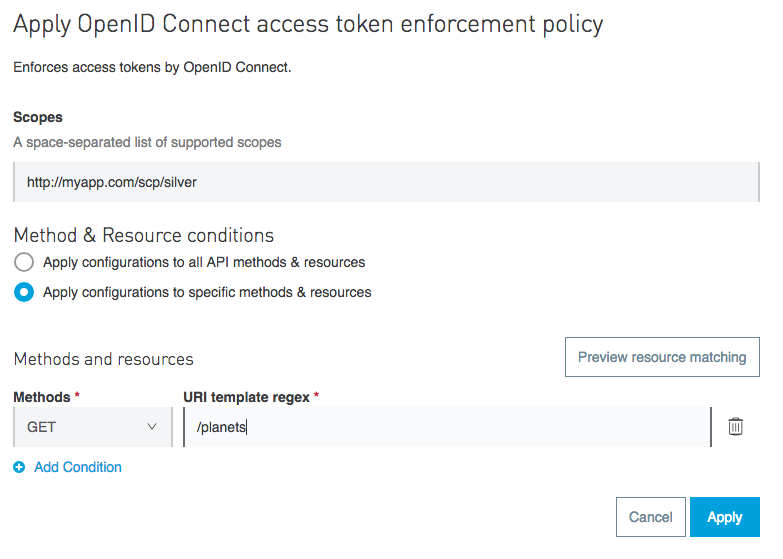 Apply OpenID Connect access token enforcement policy
Enforces access tokens by OpenID Connect.
Scopes
A space-separated list of supported scopes
http://myapp.com/scp/silver
Method & Resource conditions
Apply configurations to all API methods & resources
Apply configurations to specific methods & resources
Methods and resources
Preview resource matching
Methods * URI template regex *
GET /planets
Add Condition
Cancel Apply